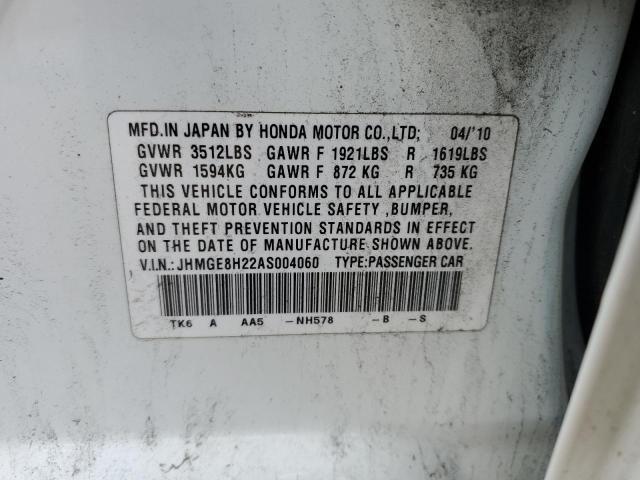 MFD.IN JAPAN BY HONDA MOTOR CO.,LTD; 04/'10
GVWR 3512LBS GAWR F 1921LBS R 1619LBS
GVWR 1594KG GAWR F 872 KG R 735 KG
THIS VEHICLE CONFORMS TO ALL APPLICABLE
FEDERAL MOTOR VEHICLE SAFETY ,BUMPER,
AND THEFT PREVENTION STANDARDS IN EFFECT
ON THE DATE OF MANUFACTURE SHOWN ABOVE.
V.I.N.: JHMGE8H22AS004060 TYPE:PASSENGER CAR
TK6 A AA5 -NH578 -B -S